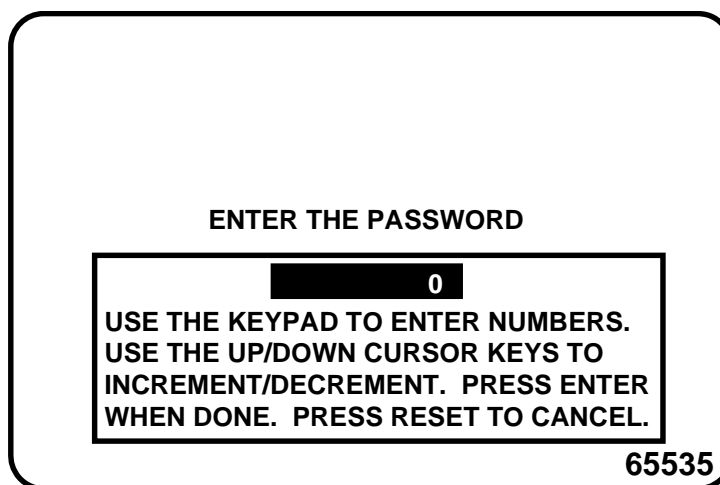 ENTER THE PASSWORD
0
USE THE KEYPAD TO ENTER NUMBERS.
USE THE UP/DOWN CURSOR KEYS TO
INCREMENT/DECREMENT.  PRESS ENTER
WHEN DONE.  PRESS RESET TO CANCEL.
65535